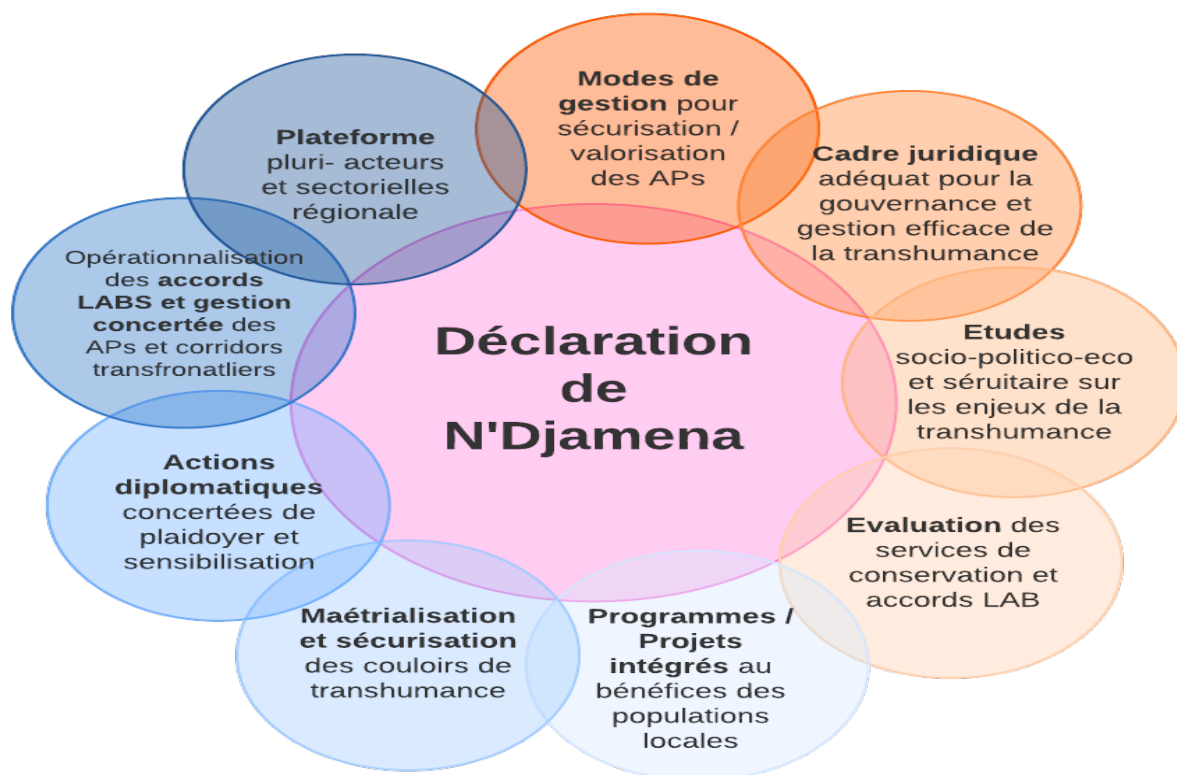 Modes de
gestion pour
sécurisation /
valorisation
des APs
Plateforme
pluri- acteurs
et sectorielles
régionale
Cadre juridique
adéquat pour la
gouvernance et
gestion efficace de
la transhumance
Opérationnalisation
des accords
LABS et gestion
concertée des
APs et corridors
transfronatliers
Déclaration
de
N'Djamena
Etudes
socio-politico-eco
et séruitaire sur
les enjeux de la
transhumance
Actions
diplomatiques
concertées de
plaidoyer et
sensibilisation
Evaluation des
services de
conservation et
accords LAB
Maétrialisation
et sécurisation
des couloirs de
transhumance
Programmes /
Projets
intégrés au
bénéfices des
populations
locales